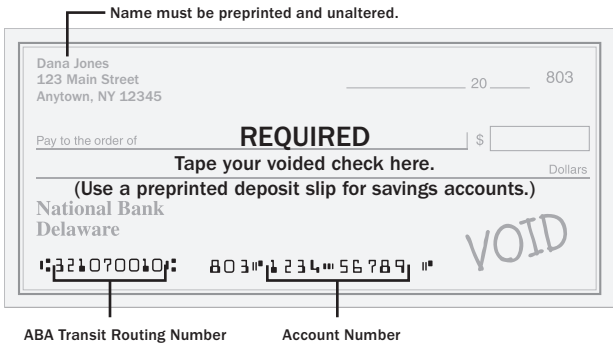 Name must be preprinted and unaltered.
Dana Jones
123 Main Street
Anytown, NY 12345
20 803
Pay to the order of REQUIRED $
Tape your voided check here.
Dollars
(Use a preprinted deposit slip for savings accounts.)
National Bank
Delaware
VOID
⑆321070010⑆ 803⑈1234⑉56789⑈
ABA Transit Routing Number Account Number